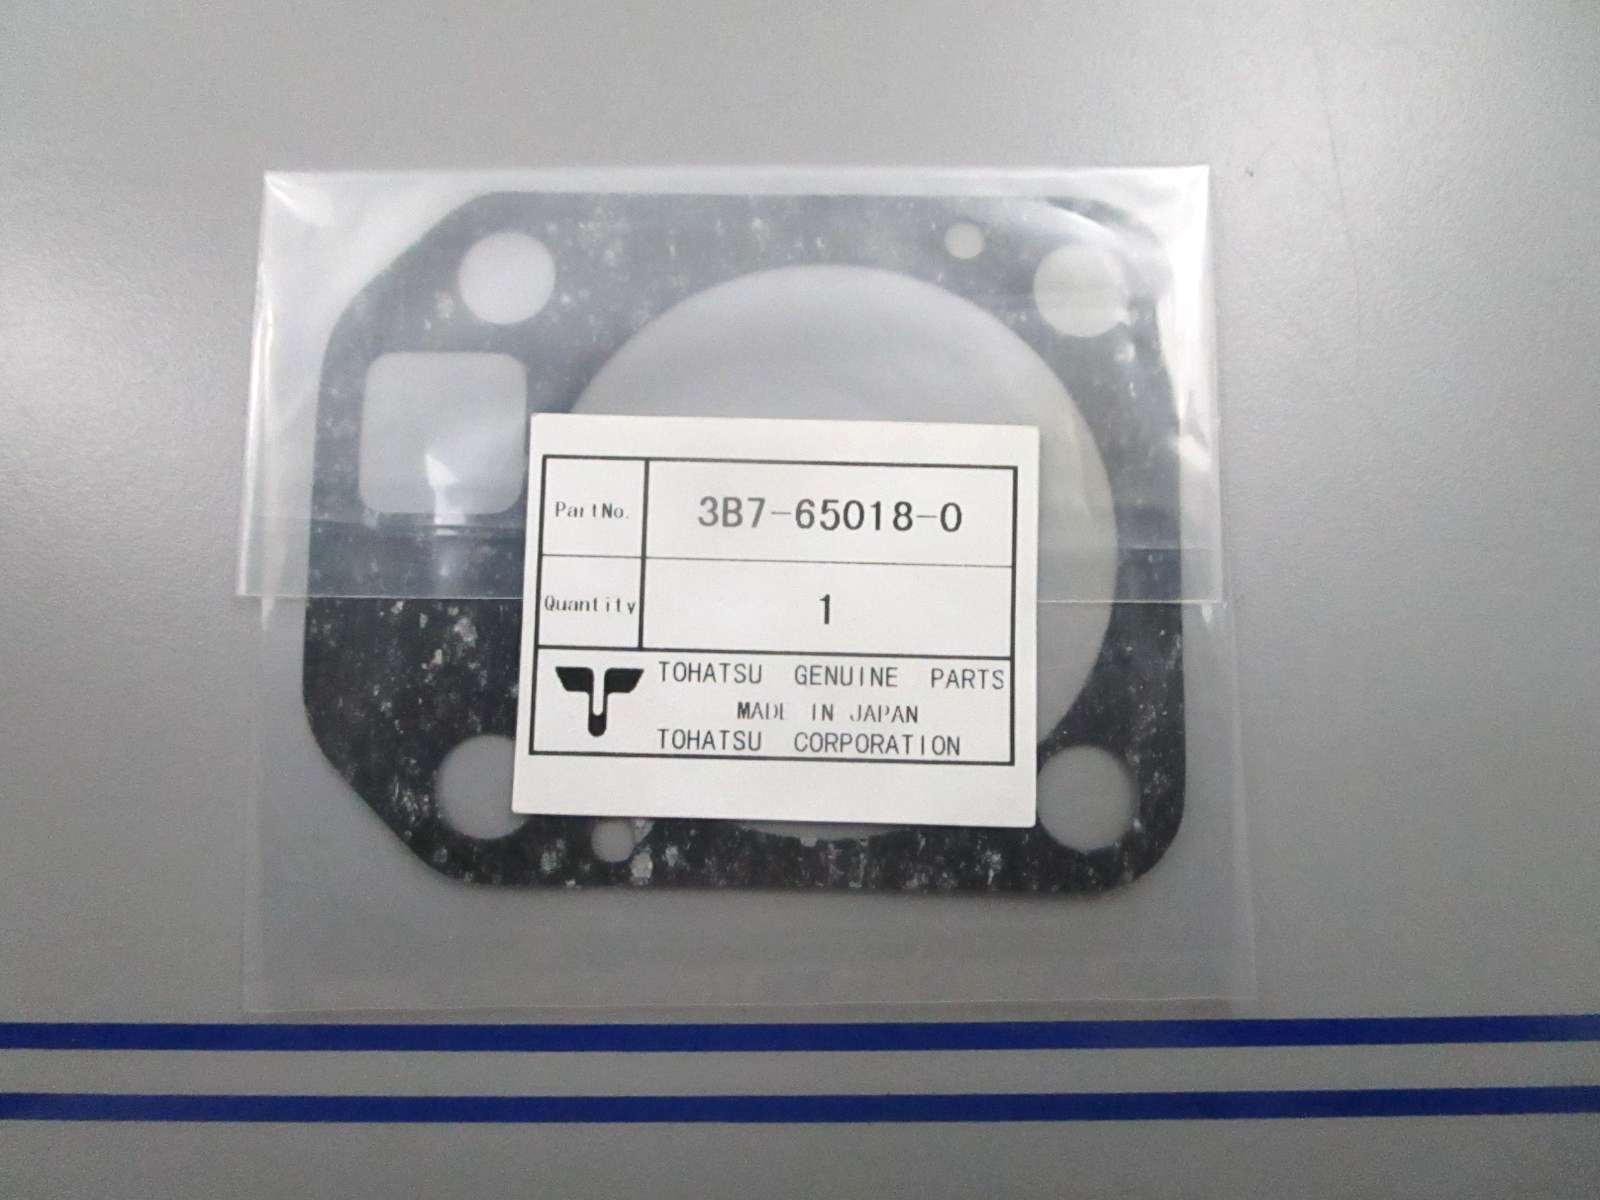 PartNo. 3B7-65018-0
Quantity 1
TOHATSU GENUINE PARTS
MADE IN JAPAN
TOHATSU CORPORATION